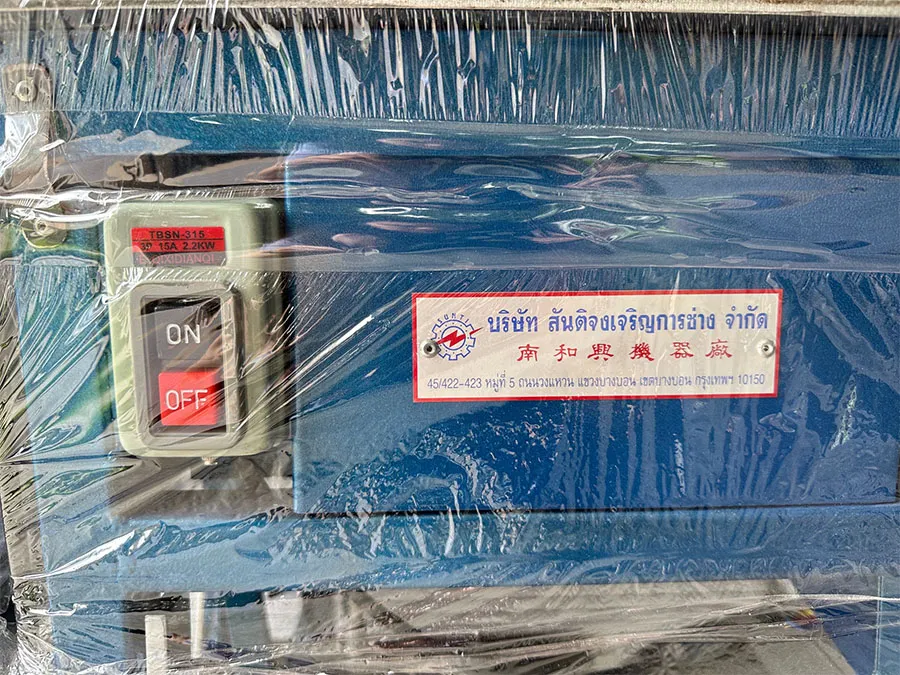 TBSN-315
3P 15A 2.2KW
ON
OFF
บริษัท สันติจงเจริญการช่าง จำกัด
南和興機器廠
45/422-423 หมู่ที่ 5 ถนนวงแหวน แขวงบางบอน เขตบางบอน กรุงเทพฯ 10150